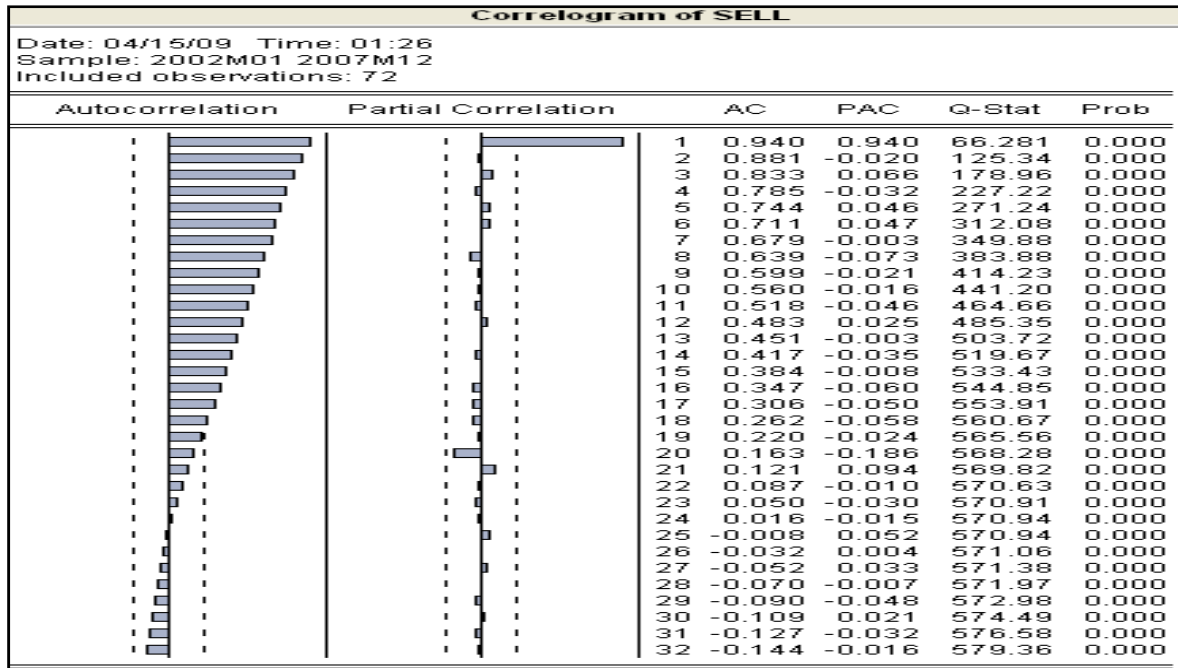 Correlogram of SELL
Date: 04/15/09 Time: 01:26
Sample: 2002M01 2007M12
Included observations: 72
Autocorrelation Partial Correlation AC PAC Q-Stat Prob
1 0.940 0.940 66.281 0.000
2 0.881 -0.020 125.34 0.000
3 0.833 0.066 178.96 0.000
4 0.785 -0.032 227.22 0.000
5 0.744 0.046 271.24 0.000
6 0.711 0.047 312.08 0.000
7 0.679 -0.003 349.88 0.000
8 0.639 -0.073 383.88 0.000
9 0.599 -0.021 414.23 0.000
10 0.560 -0.016 441.20 0.000
11 0.518 -0.046 464.66 0.000
12 0.483 0.025 485.35 0.000
13 0.451 -0.003 503.72 0.000
14 0.417 -0.035 519.67 0.000
15 0.384 -0.008 533.43 0.000
16 0.347 -0.060 544.85 0.000
17 0.306 -0.050 553.91 0.000
18 0.262 -0.058 560.67 0.000
19 0.220 -0.024 565.56 0.000
20 0.163 -0.186 568.28 0.000
21 0.121 0.094 569.82 0.000
22 0.087 -0.010 570.63 0.000
23 0.050 -0.030 570.91 0.000
24 0.016 -0.015 570.94 0.000
25 -0.008 0.052 570.94 0.000
26 -0.032 0.004 571.06 0.000
27 -0.052 0.033 571.38 0.000
28 -0.070 -0.007 571.97 0.000
29 -0.090 -0.048 572.98 0.000
30 -0.109 0.021 574.49 0.000
31 -0.127 -0.032 576.58 0.000
32 -0.144 -0.016 579.36 0.000